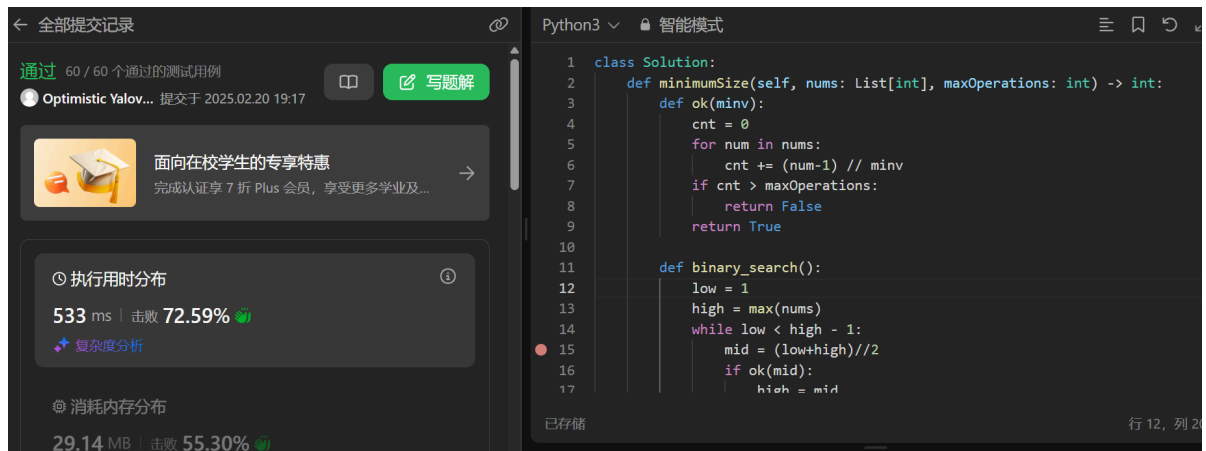 全部提交记录
通过 60 / 60 个通过的测试用例
Optimistic Yalov... 提交于 2025.02.20 19:17
写题解
面向在校学生的专享特惠
完成认证享 7 折 Plus 会员，享受更多学业及...
执行用时分布
533 ms | 击败 72.59%
复杂度分析
消耗内存分布
29.14 MB | 击败 55.30%
Python3 智能模式
1 class Solution:
2     def minimumSize(self, nums: List[int], maxOperations: int) -> int:
3         def ok(minv):
4             cnt = 0
5             for num in nums:
6                 cnt += (num-1) // minv
7             if cnt > maxOperations:
8                 return False
9             return True
10
11         def binary_search():
12             low = 1
13             high = max(nums)
14             while low < high - 1:
15                 mid = (low+high)//2
16                 if ok(mid):
17                     high = mid
已存储
行 12, 列 20